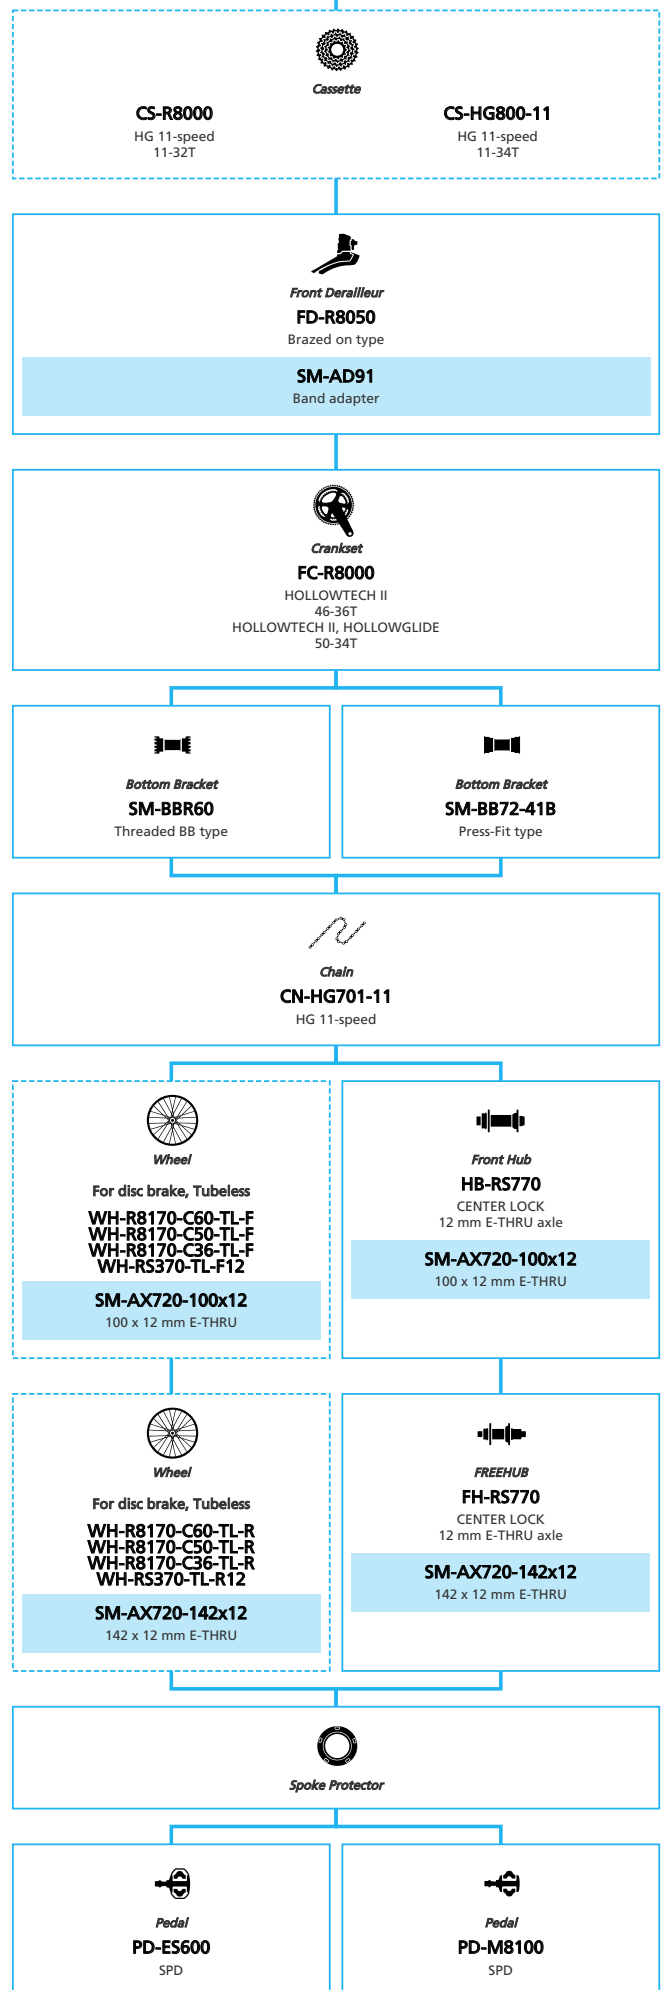 Cassette
CS-R8000
HG 11-speed
11-32T
CS-HG800-11
HG 11-speed
11-34T
Front Derailleur
FD-R8050
Brazed on type
SM-AD91
Band adapter
Crankset
FC-R8000
HOLLOWTECH II
46-36T
HOLLOWTECH II, HOLLOWGLIDE
50-34T
Bottom Bracket
SM-BBR60
Threaded BB type
Bottom Bracket
SM-BB72-41B
Press-Fit type
Chain
CN-HG701-11
HG 11-speed
Wheel
For disc brake, Tubeless
WH-R8170-C60-TL-F
WH-R8170-C50-TL-F
WH-R8170-C36-TL-F
WH-RS370-TL-F12
SM-AX720-100x12
100 x 12 mm E-THRU
Front Hub
HB-RS770
CENTER LOCK
12 mm E-THRU axle
SM-AX720-100x12
100 x 12 mm E-THRU
Wheel
For disc brake, Tubeless
WH-R8170-C60-TL-R
WH-R8170-C50-TL-R
WH-R8170-C36-TL-R
WH-RS370-TL-R12
SM-AX720-142x12
142 x 12 mm E-THRU
FREEHUB
FH-RS770
CENTER LOCK
12 mm E-THRU axle
SM-AX720-142x12
142 x 12 mm E-THRU
Spoke Protector
Pedal
PD-ES600
SPD
Pedal
PD-M8100
SPD